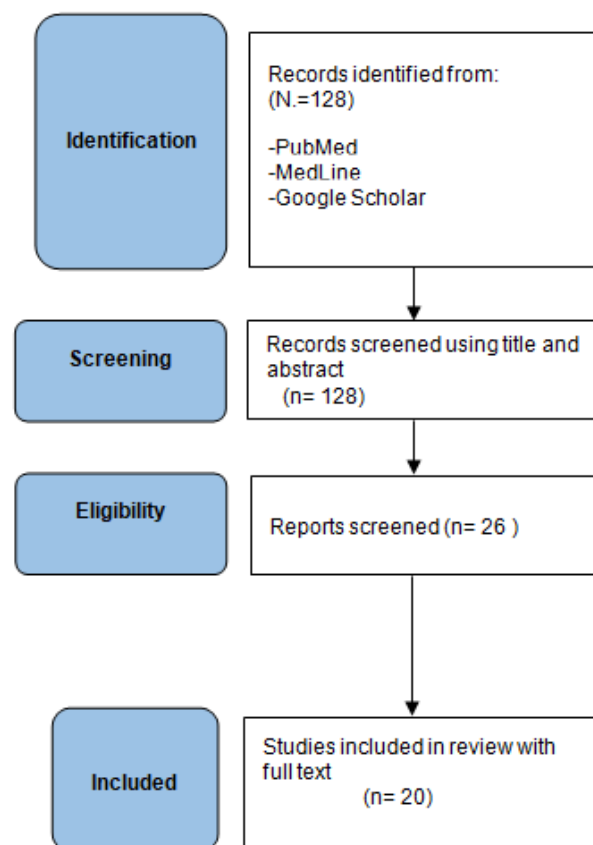 Identification
Records identified from:
(N.=128)
-PubMed
-MedLine
-Google Scholar
Screening
Records screened using title and
abstract
(n= 128)
Eligibility
Reports screened (n= 26 )
Included
Studies included in review with
full text
(n= 20)